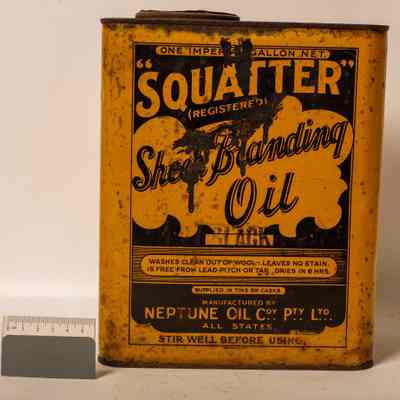 ONE IMPERIAL GALLON NET.
"SQUATTER"
(REGISTERED)
Sheep Branding
Oil
BLACK
WASHES CLEAN OUT OF WOOL - LEAVES NO STAIN.
IS FREE FROM LEAD-PITCH OR TAR, DRIES IN 6 HRS.
SUPPLIED IN TINS OR CASKS.
MANUFACTURED BY
NEPTUNE OIL COY PTY LTD.
ALL STATES.
STIR WELL BEFORE USING.